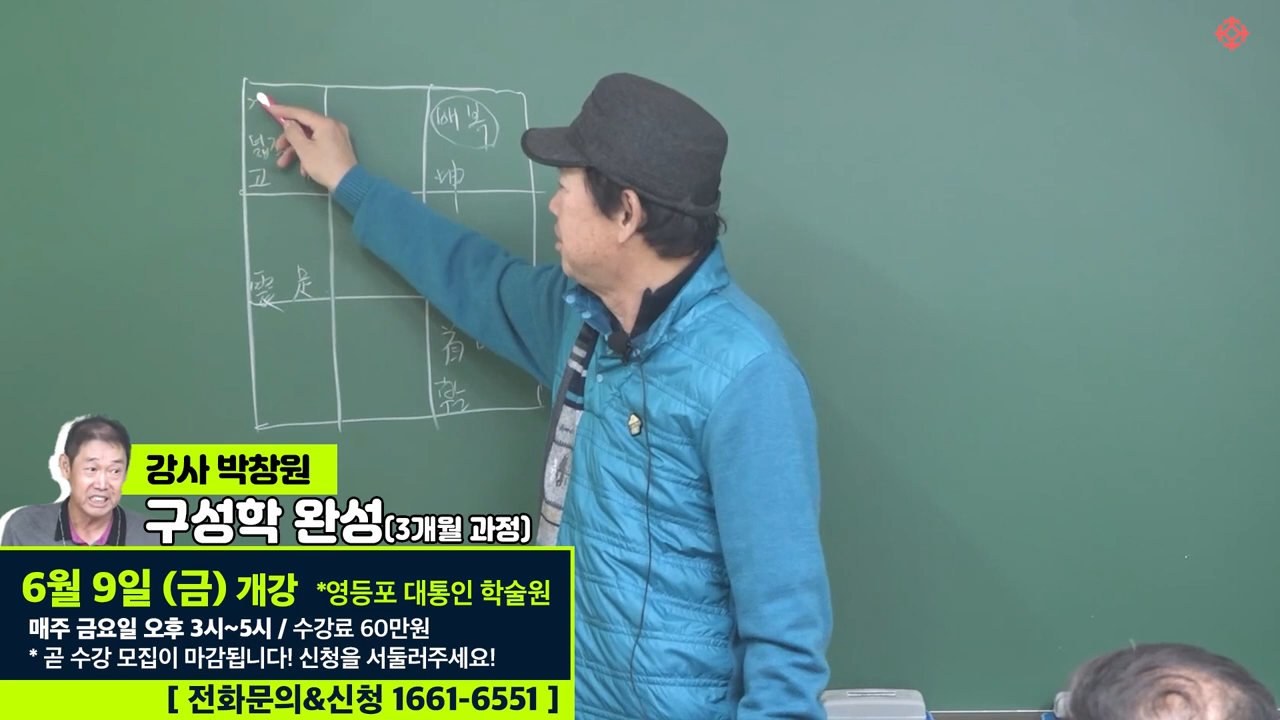 배복
坤
고
震 足
首
강사 박창원
구성학 완성(3개월 과정)
6월 9일 (금) 개강 *영등포 대통인 학술원
매주 금요일 오후 3시~5시 / 수강료 60만원
* 곧 수강 모집이 마감됩니다! 신청을 서둘러주세요!
[ 전화문의&신청 1661-6551 ]